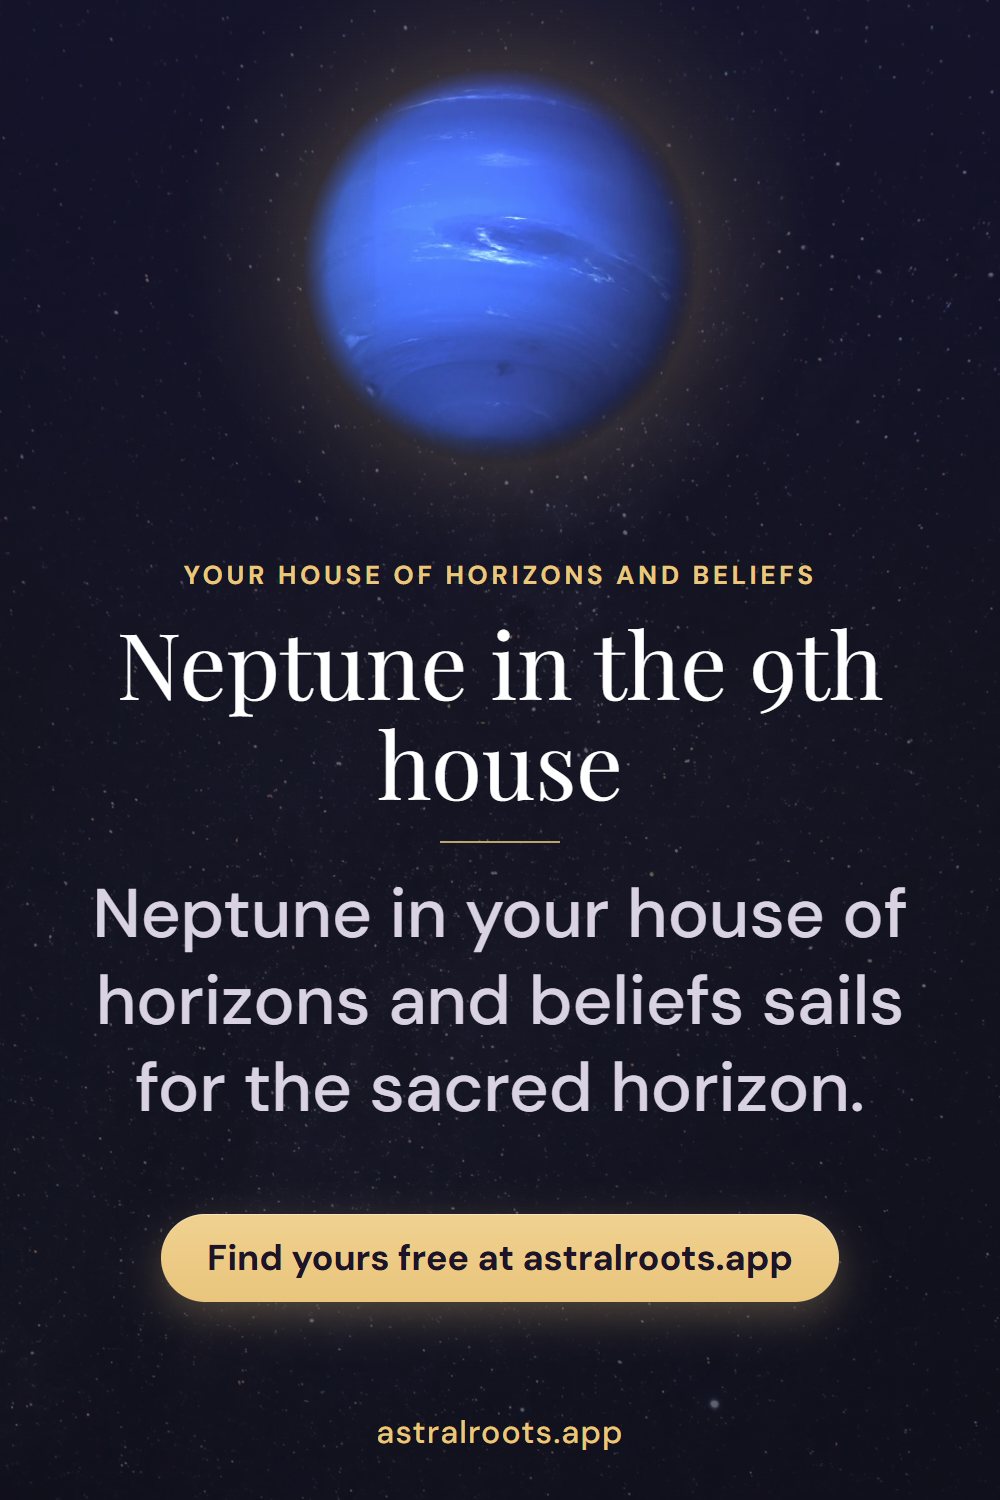 YOUR HOUSE OF HORIZONS AND BELIEFS
Neptune in the 9th
house
Neptune in your house of
horizons and beliefs sails
for the sacred horizon.
Find yours free at astralroots.app
astralroots.app